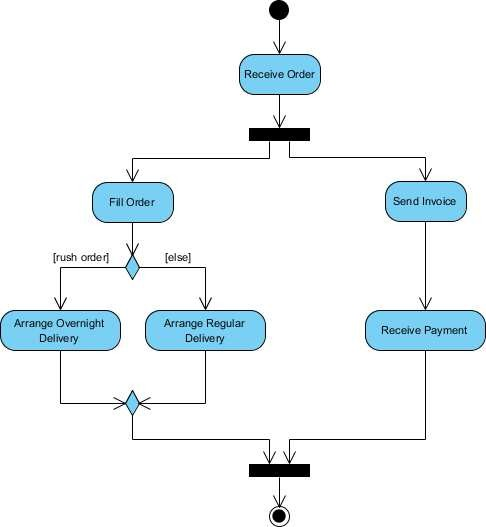 Receive Order
Fill Order
Send Invoice
[rush order]
[else]
Arrange Overnight
Delivery
Arrange Regular
Delivery
Receive Payment